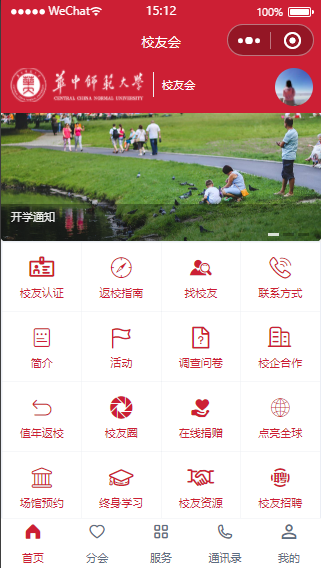 WeChat 15:12 100%
校友会
華中師範大學 校友会
CENTRAL CHINA NORMAL UNIVERSITY
开学通知
校友认证 返校指南 找校友 联系方式
简介 活动 调查问卷 校企合作
值年返校 校友圈 在线捐赠 点亮全球
场馆预约 终身学习 校友资源 校友招聘
首页 分会 服务 通讯录 我的